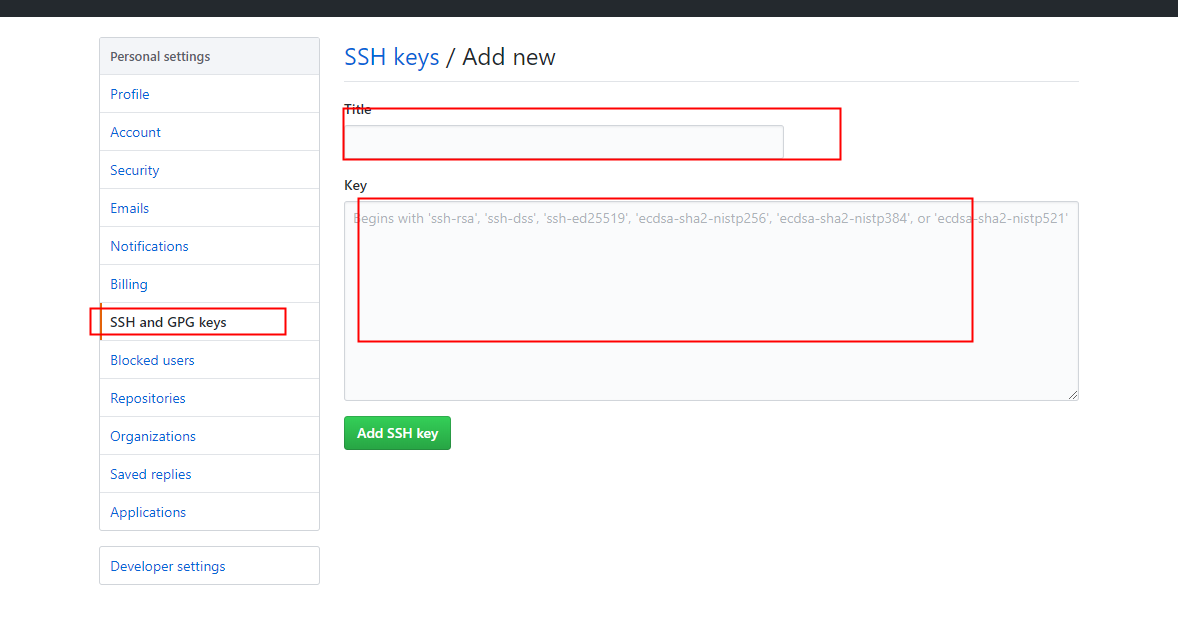 Personal settings
Profile
Account
Security
Emails
Notifications
Billing
SSH and GPG keys
Blocked users
Repositories
Organizations
Saved replies
Applications
Developer settings
SSH keys / Add new
Title
Key
Begins with 'ssh-rsa', 'ssh-dss', 'ssh-ed25519', 'ecdsa-sha2-nistp256', 'ecdsa-sha2-nistp384', or 'ecdsa-sha2-nistp521'
Add SSH key